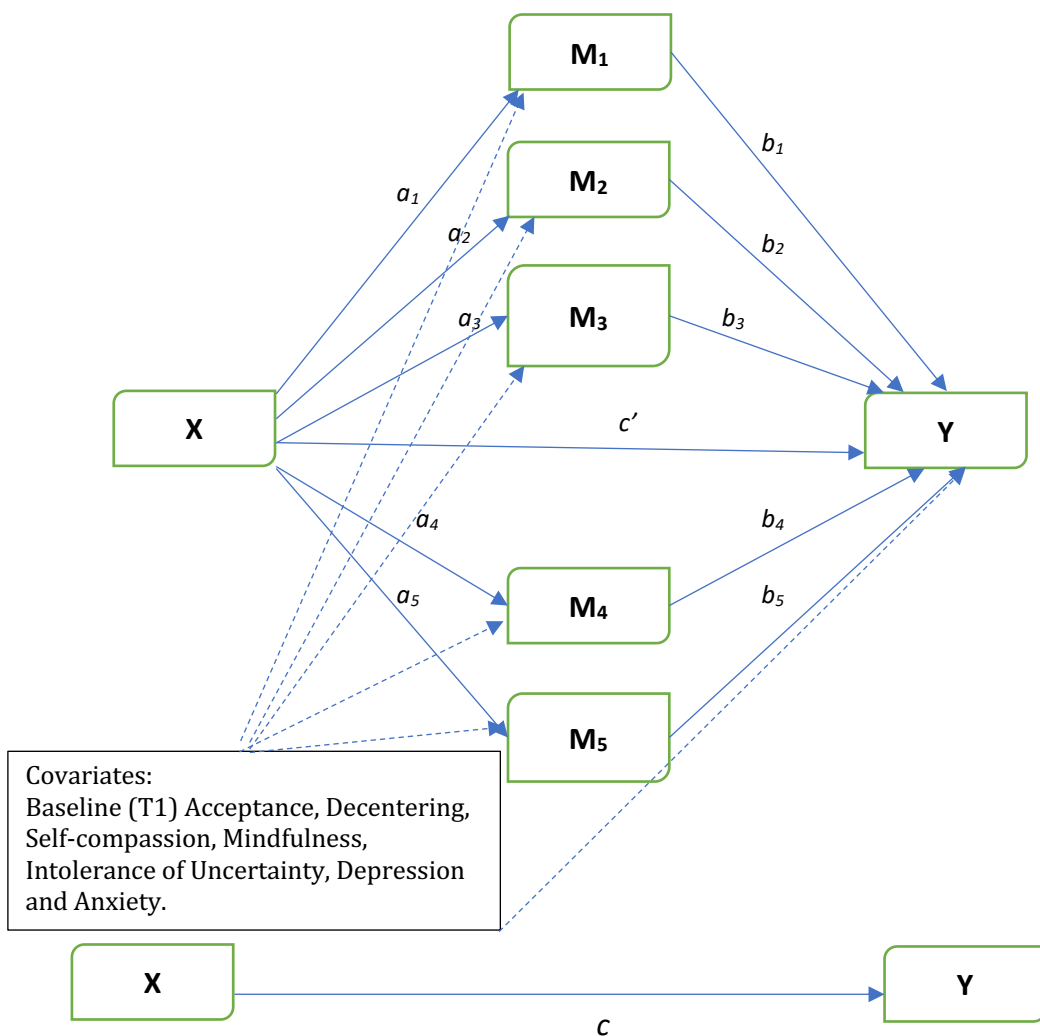 M₁
b₁
M₂
a₁
a₂
b₂
M₃
a₃
b₃
X
c’
Y
a₄
b₄
M₄
a₅
b₅
M₅
Covariates:
Baseline (T1) Acceptance, Decentering,
Self-compassion, Mindfulness,
Intolerance of Uncertainty, Depression
and Anxiety.
X
Y
c